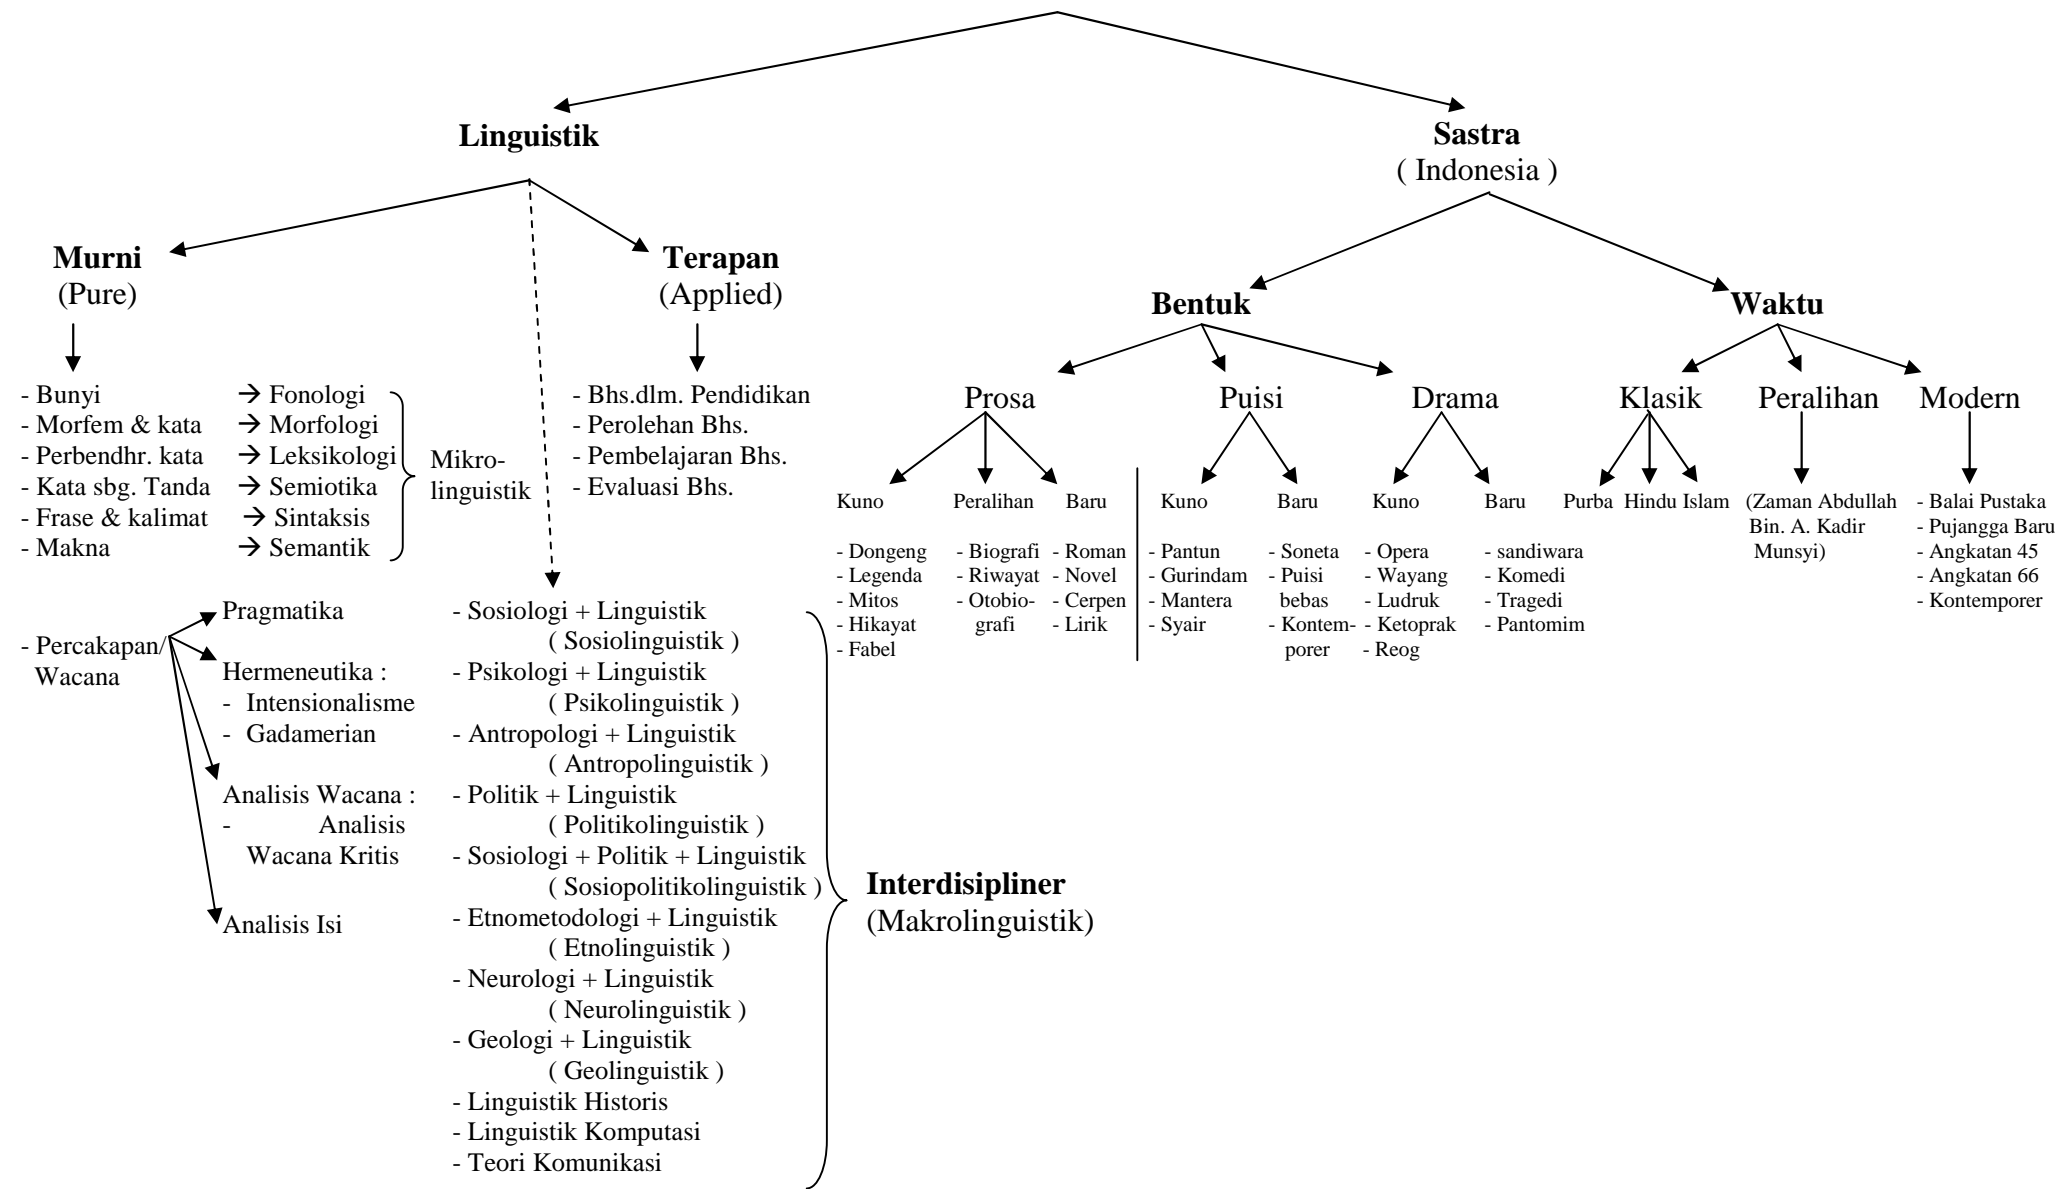 Linguistik
Sastra
( Indonesia )
Murni
(Pure)
Terapan
(Applied)
Bentuk
Waktu
- Bunyi → Fonologi
- Morfem & kata → Morfologi
- Perbendhr. kata → Leksikologi
- Kata sbg. Tanda → Semiotika
- Frase & kalimat → Sintaksis
- Makna → Semantik
Mikro-
linguistik
- Bhs.dlm. Pendidikan
- Perolehan Bhs.
- Pembelajaran Bhs.
- Evaluasi Bhs.
- Percakapan/
Wacana
Pragmatika
Hermeneutika :
- Intensionalisme
- Gadamerian
Analisis Wacana :
- Analisis
Wacana Kritis
Analisis Isi
- Sosiologi + Linguistik
( Sosiolinguistik )
- Psikologi + Linguistik
( Psikolinguistik )
- Antropologi + Linguistik
( Antropolinguistik )
- Politik + Linguistik
( Politikolinguistik )
- Sosiologi + Politik + Linguistik
( Sosiopolitikolinguistik )
- Etnometodologi + Linguistik
( Etnolinguistik )
- Neurologi + Linguistik
( Neurolinguistik )
- Geologi + Linguistik
( Geolinguistik )
- Linguistik Historis
- Linguistik Komputasi
- Teori Komunikasi
Interdisipliner
(Makrolinguistik)
Prosa
Puisi
Drama
Klasik
Peralihan
Modern
Kuno
- Dongeng
- Legenda
- Mitos
- Hikayat
- Fabel
Peralihan
- Biografi
- Riwayat
- Otobio-
grafi
Baru
- Roman
- Novel
- Cerpen
- Lirik
Kuno
- Pantun
- Gurindam
- Mantera
- Syair
Baru
- Soneta
- Puisi
bebas
- Kontem-
porer
Kuno
- Opera
- Wayang
- Ludruk
- Ketoprak
- Reog
Baru
- sandiwara
- Komedi
- Tragedi
- Pantomim
Purba Hindu Islam
(Zaman Abdullah
Bin. A. Kadir
Munsyi)
- Balai Pustaka
- Pujangga Baru
- Angkatan 45
- Angkatan 66
- Kontemporer